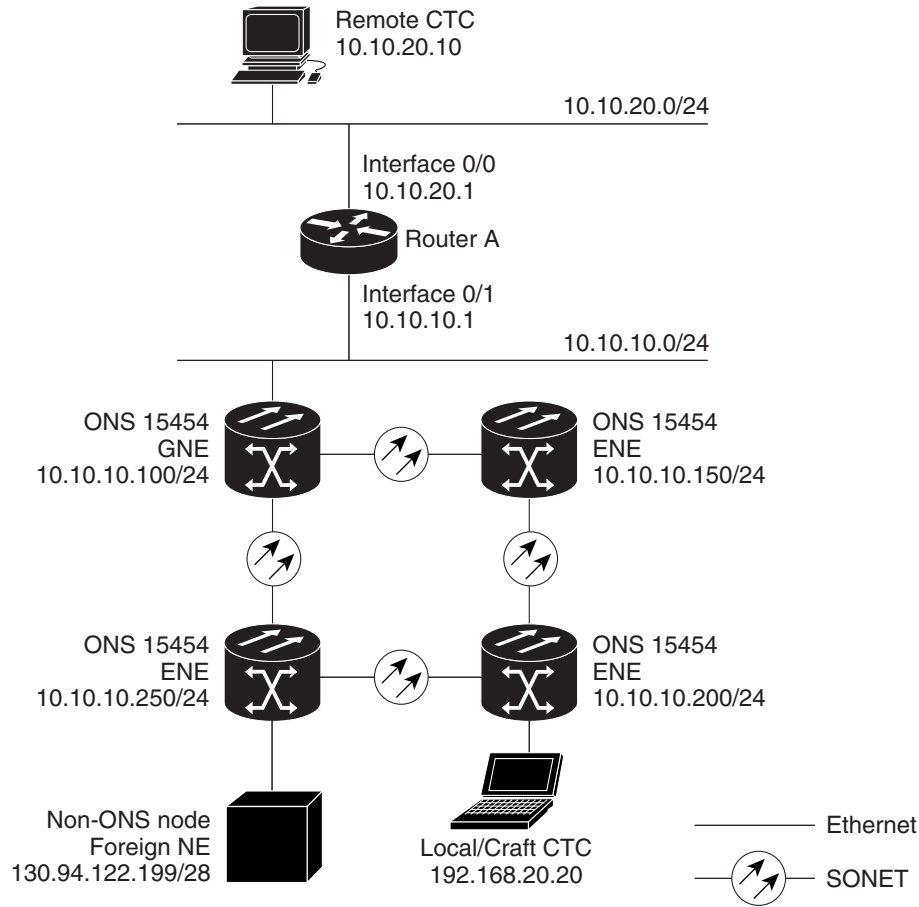 Remote CTC
10.10.20.10
10.10.20.0/24
Interface 0/0
10.10.20.1
Router A
Interface 0/1
10.10.10.1
10.10.10.0/24
ONS 15454
GNE
10.10.10.100/24
ONS 15454
ENE
10.10.10.150/24
ONS 15454
ENE
10.10.10.250/24
ONS 15454
ENE
10.10.10.200/24
Non-ONS node
Foreign NE
130.94.122.199/28
Local/Craft CTC
192.168.20.20
Ethernet
SONET